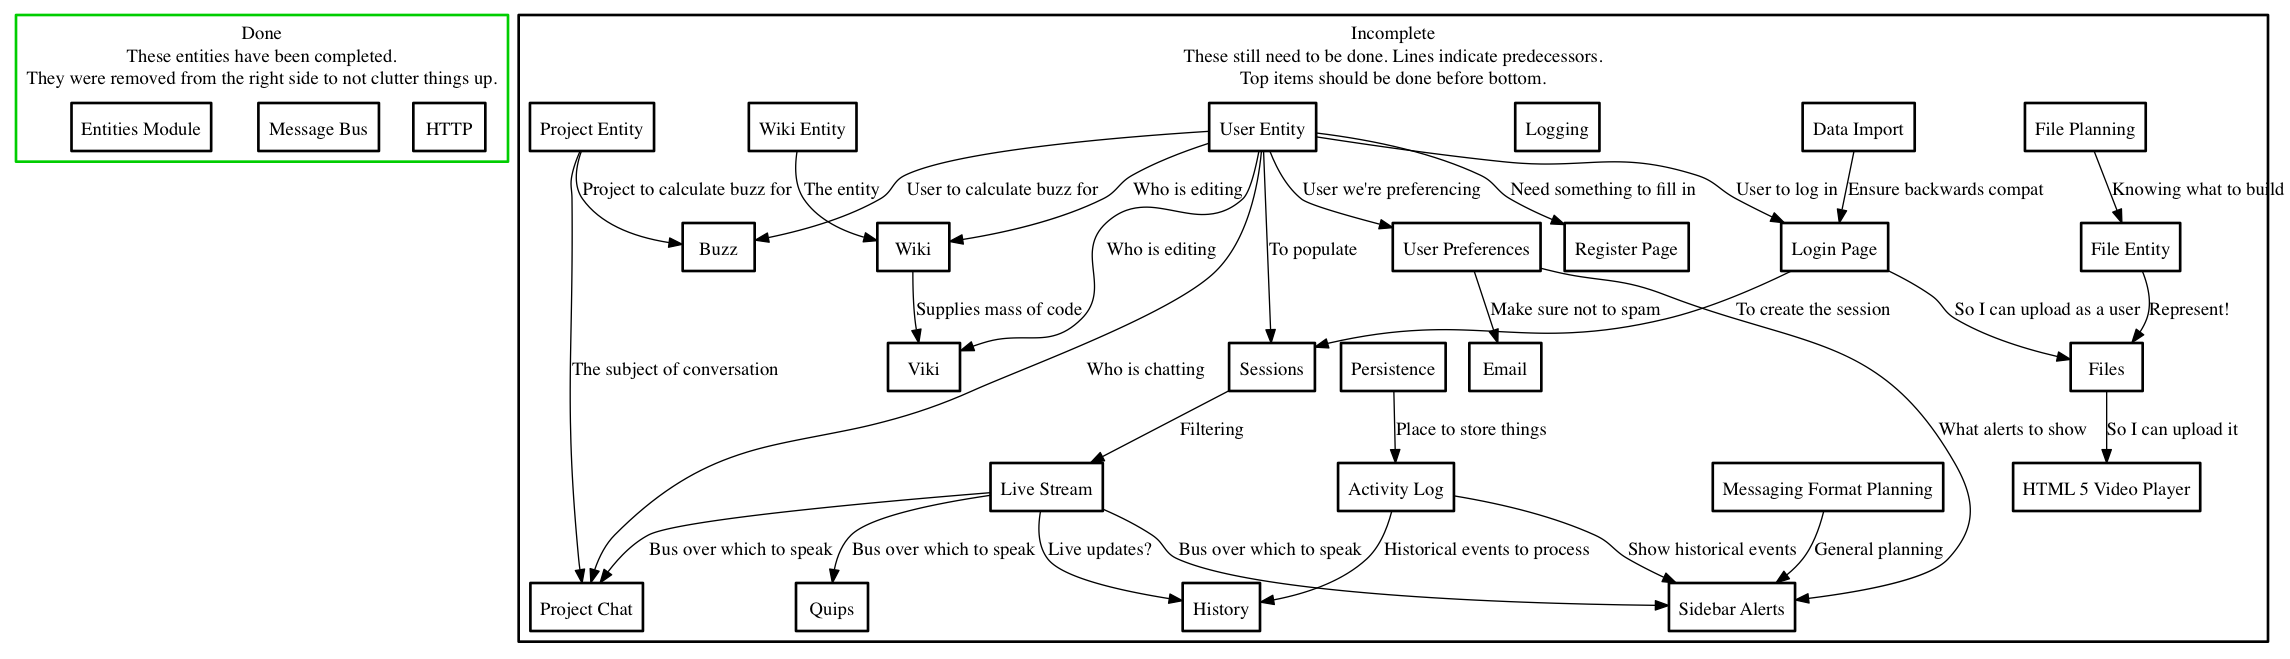 Done
These entities have been completed.
They were removed from the right side to not clutter things up.
Entities Module
Message Bus
HTTP
Incomplete
These still need to be done. Lines indicate predecessors.
Top items should be done before bottom.
Project Entity
Wiki Entity
User Entity
Logging
Data Import
File Planning
Project to calculate buzz for
The entity
User to calculate buzz for
Who is editing
User we're preferencing
Need something to fill in
User to log in
Ensure backwards compat
Knowing what to build
Buzz
Wiki
User Preferences
Register Page
Login Page
File Entity
Who is editing
To populate
Supplies mass of code
Make sure not to spam
To create the session
So I can upload as a user
Represent!
The subject of conversation
Viki
Who is chatting
Sessions
Persistence
Email
Files
Filtering
Place to store things
What alerts to show
So I can upload it
Live Stream
Activity Log
Messaging Format Planning
HTML 5 Video Player
Bus over which to speak
Bus over which to speak
Live updates?
Bus over which to speak
Historical events to process
Show historical events
General planning
Project Chat
Quips
History
Sidebar Alerts